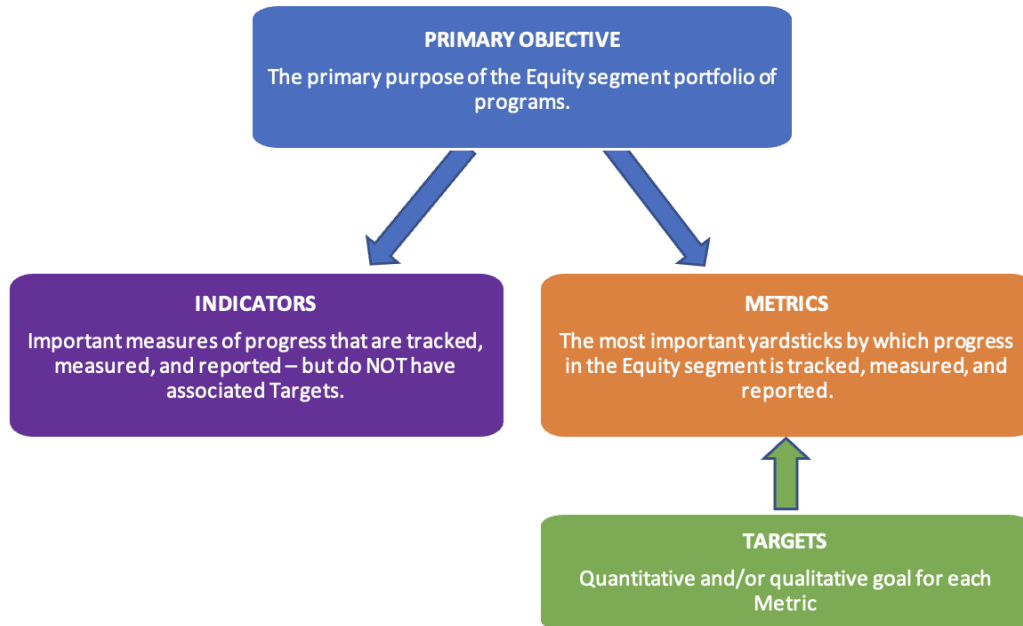 PRIMARY OBJECTIVE
The primary purpose of the Equity segment portfolio of
programs.
INDICATORS
Important measures of progress that are tracked,
measured, and reported – but do NOT have
associated Targets.
METRICS
The most important yardsticks by which progress
in the Equity segment is tracked, measured, and
reported.
TARGETS
Quantitative and/or qualitative goal for each
Metric